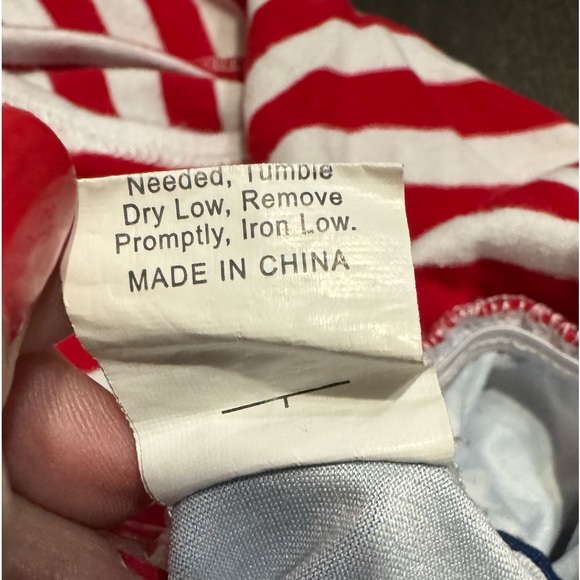 Needed, Tumble
Dry Low, Remove
Promptly, Iron Low.
MADE IN CHINA